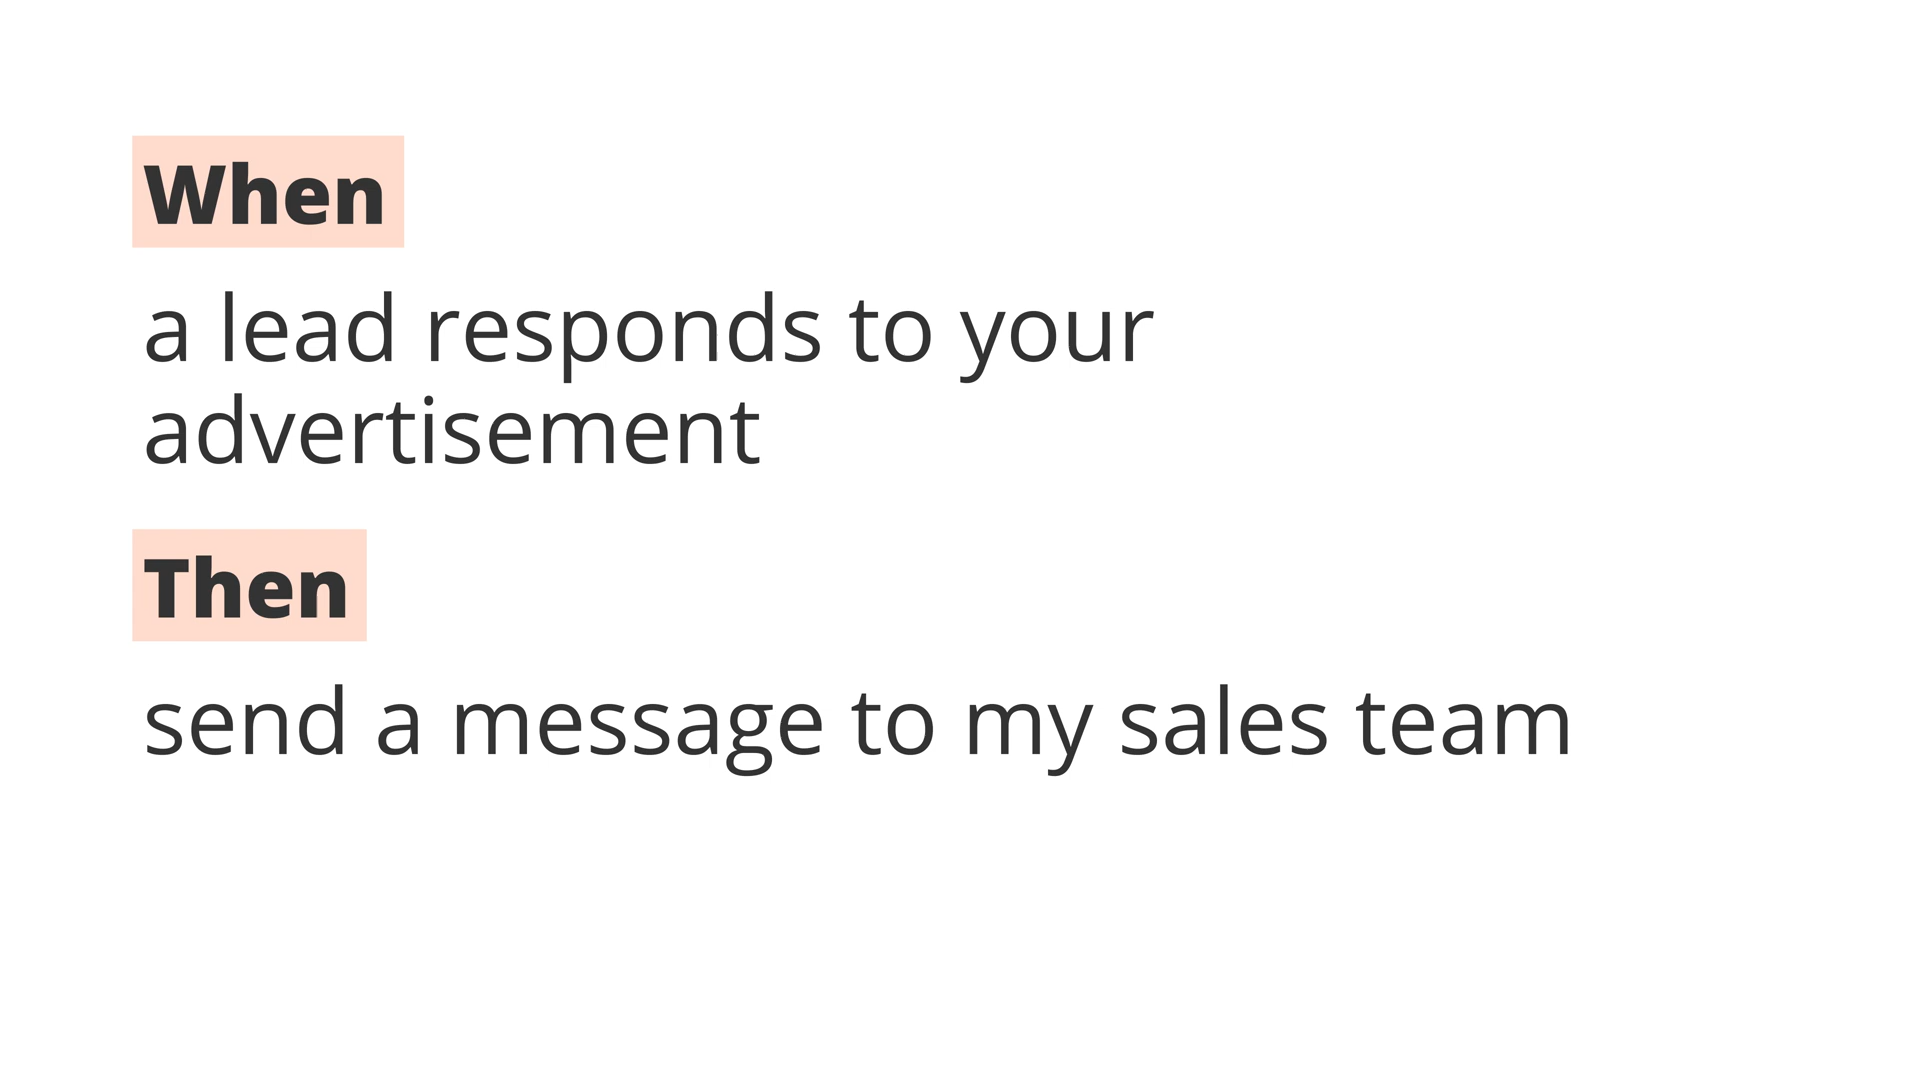 When
a lead responds to your
advertisement
Then
send a message to my sales team